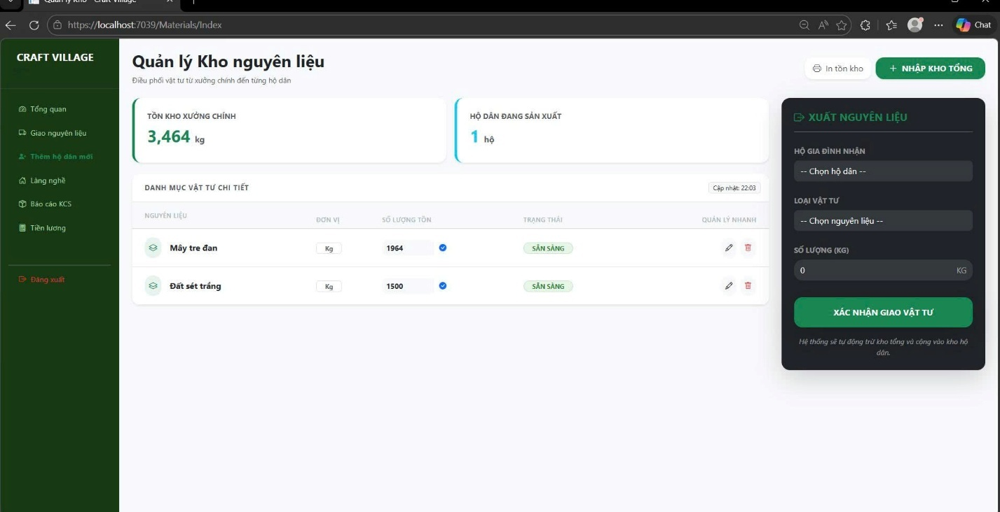 Quản lý Kho - Craft Village
https://localhost:7039/Materials/Index
Chat
CRAFT VILLAGE
Tổng quan
Giao nguyên liệu
Thêm hộ dân mới
Làng nghề
Báo cáo KCS
Tiền lương
Đăng xuất
Quản lý Kho nguyên liệu
Điều phối vật tư từ xưởng chính đến từng hộ dân
In tồn kho
+ NHẬP KHO TỔNG
TỒN KHO XƯỞNG CHÍNH
3,464 kg
HỘ DÂN ĐANG SẢN XUẤT
1 hộ
DANH MỤC VẬT TƯ CHI TIẾT
Cập nhật: 22:03
NGUYÊN LIỆU ĐƠN VỊ SỐ LƯỢNG TỒN TRẠNG THÁI QUẢN LÝ NHANH
Mây tre đan Kg 1964 SẴN SÀNG
Đất sét trắng Kg 1500 SẴN SÀNG
XUẤT NGUYÊN LIỆU
HỘ GIA ĐÌNH NHẬN
-- Chọn hộ dân --
LOẠI VẬT TƯ
-- Chọn nguyên liệu --
SỐ LƯỢNG (KG)
0 KG
XÁC NHẬN GIAO VẬT TƯ
Hệ thống sẽ tự động trừ kho tổng và cộng vào kho hộ
dân.